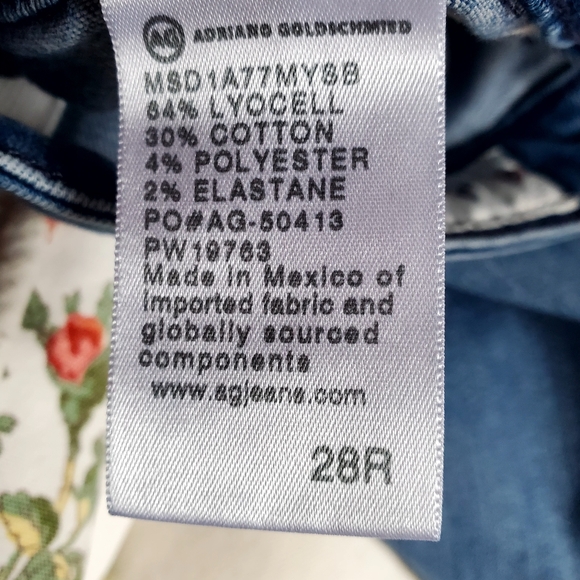 AG ADRIANO GOLDSCHMIED
MSD1A77MYSB
64% LYOCELL
30% COTTON
4% POLYESTER
2% ELASTANE
PO#AG-50413
PW19763
Made in Mexico of
imported fabric and
globally sourced
components
www.agjeans.com
28R